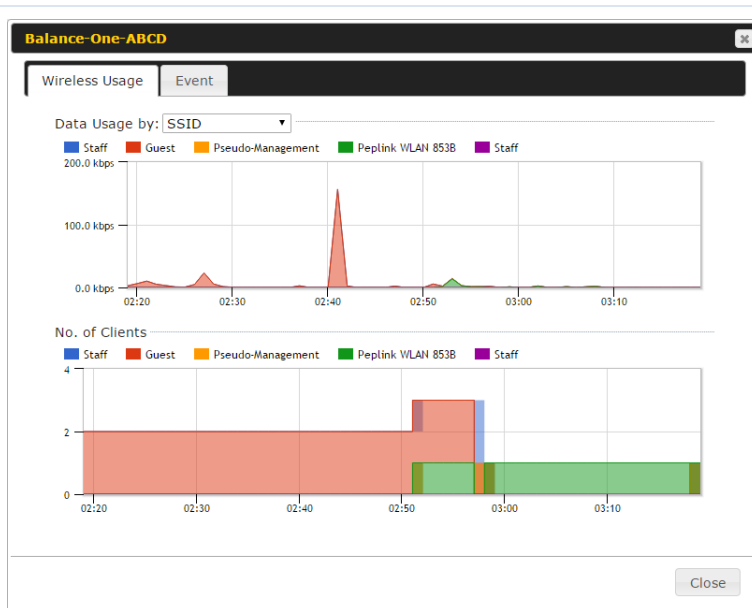 Balance-One-ABCD
Wireless Usage Event
Data Usage by: SSID
Staff Guest Pseudo-Management Peplink WLAN 853B Staff
200.0 kbps
100.0 kbps
0.0 kbps
02:20 02:30 02:40 02:50 03:00 03:10
No. of Clients
Staff Guest Pseudo-Management Peplink WLAN 853B Staff
4
2
0
02:20 02:30 02:40 02:50 03:00 03:10
Close